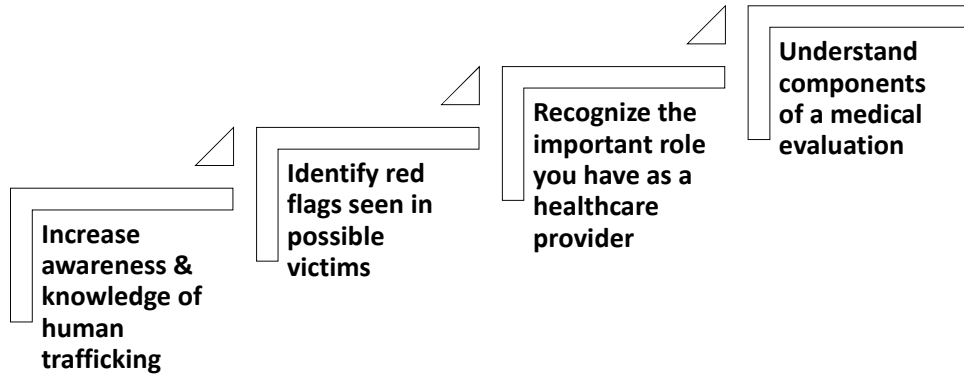 Increase
awareness &
knowledge of
human
trafficking
Identify red
flags seen in
possible
victims
Recognize the
important role
you have as a
healthcare
provider
Understand
components
of a medical
evaluation